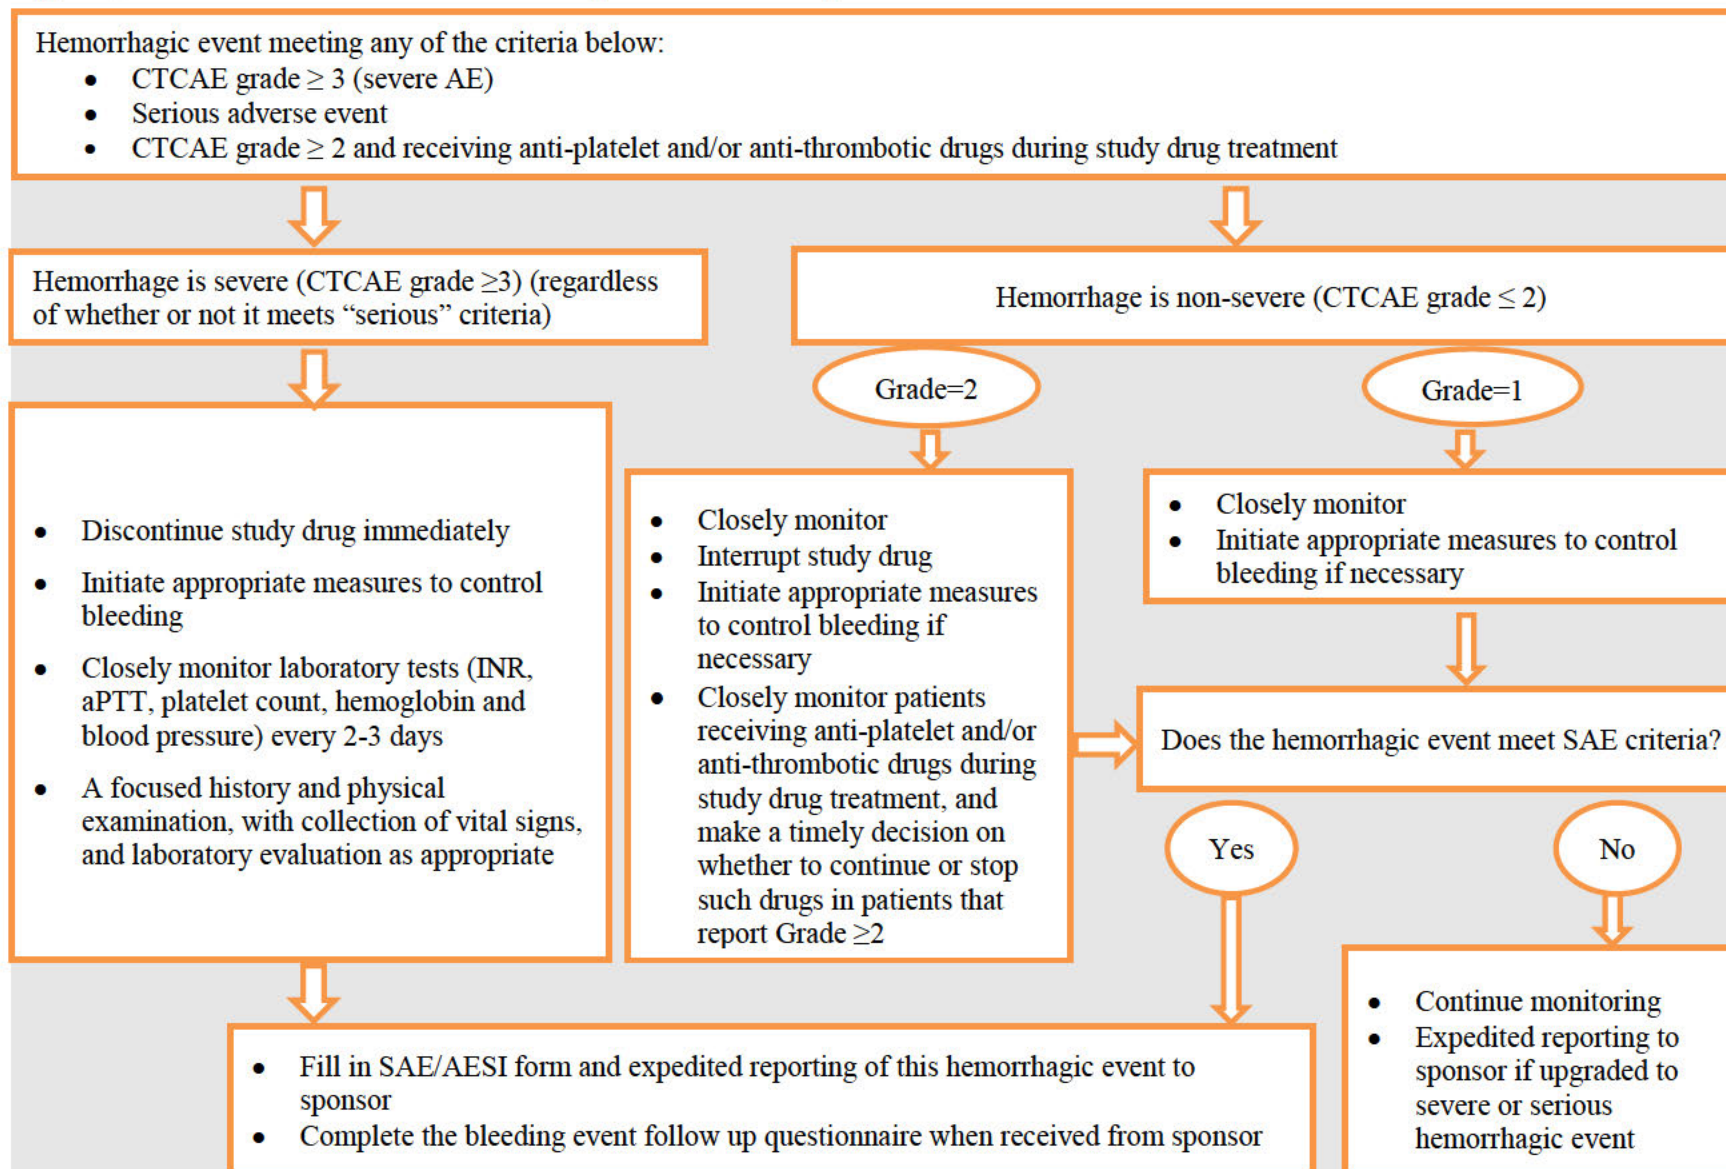 Hemorrhagic event meeting any of the criteria below:
• CTCAE grade ≥ 3 (severe AE)
• Serious adverse event
• CTCAE grade ≥ 2 and receiving anti-platelet and/or anti-thrombotic drugs during study drug treatment
Hemorrhage is severe (CTCAE grade ≥3) (regardless
of whether or not it meets “serious” criteria)
Hemorrhage is non-severe (CTCAE grade ≤ 2)
Grade=2
Grade=1
• Discontinue study drug immediately
• Initiate appropriate measures to control
bleeding
• Closely monitor laboratory tests (INR,
aPTT, platelet count, hemoglobin and
blood pressure) every 2-3 days
• A focused history and physical
examination, with collection of vital signs,
and laboratory evaluation as appropriate
• Closely monitor
• Interrupt study drug
• Initiate appropriate measures
to control bleeding if
necessary
• Closely monitor patients
receiving anti-platelet and/or
anti-thrombotic drugs during
study drug treatment, and
make a timely decision on
whether to continue or stop
such drugs in patients that
report Grade ≥2
• Closely monitor
• Initiate appropriate measures to control
bleeding if necessary
Does the hemorrhagic event meet SAE criteria?
Yes
No
• Fill in SAE/AESI form and expedited reporting of this hemorrhagic event to
sponsor
• Complete the bleeding event follow up questionnaire when received from sponsor
• Continue monitoring
• Expedited reporting to
sponsor if upgraded to
severe or serious
hemorrhagic event